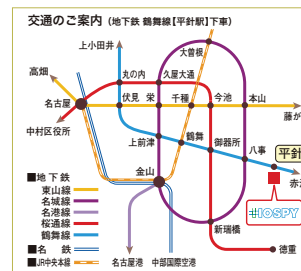 交通のご案内（地下鉄 鶴舞線【平針駅】下車）
上小田井
大曽根
高畑
丸の内
久屋大通
名古屋
伏見
栄
千種
今池
本山
藤が
中村区役所
上前津
鶴舞
御器所
八事
平針
金山
赤
HOSPY
■地下鉄
東山線
名城線
名港線
桜通線
鶴舞線
■名鉄
■JR中央本線
新瑞橋
名古屋港
中部国際空港
徳重